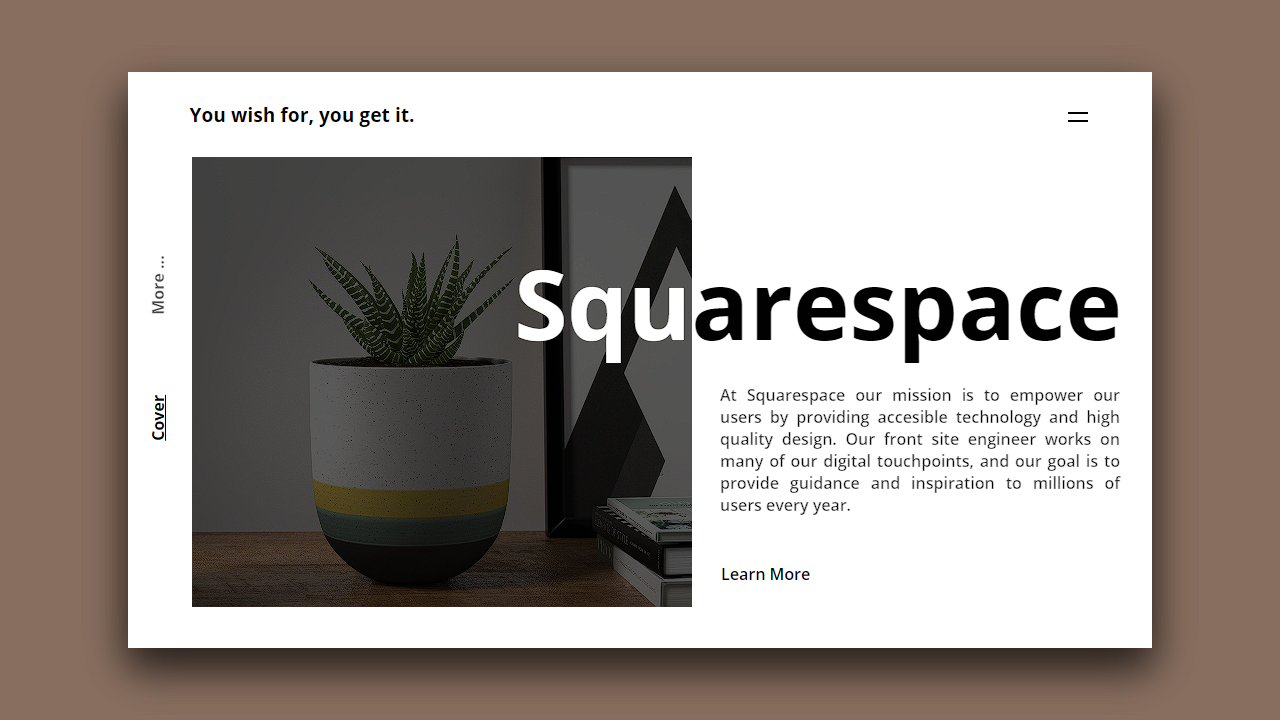 You wish for, you get it.
More ...
Cover
Squarespace
At Squarespace our mission is to empower our
users by providing accesible technology and high
quality design. Our front site engineer works on
many of our digital touchpoints, and our goal is to
provide guidance and inspiration to millions of
users every year.
Learn More